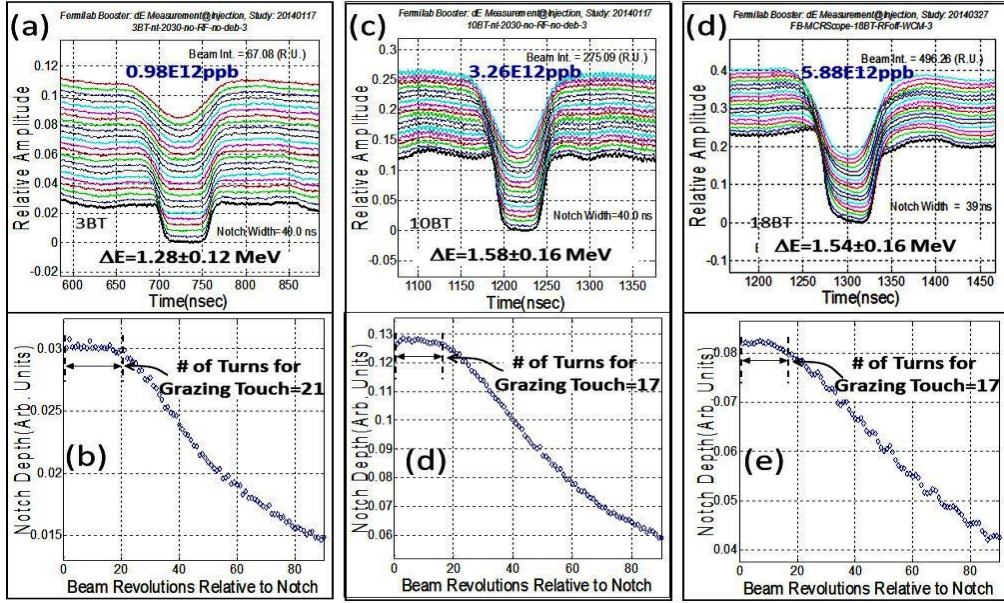 (a)
Fermilab Booster: dE Measurement@Injection, Study: 20140117
3BT-nt-2030-no-RF-no-deb-3
Beam Int. = 67.08 (R.U.)
0.98E12ppb
Relative Amplitude
0.12
0.1
0.08
0.06
0.04
0.02
0
-0.02
3BT
Notch Width=40.0 ns
ΔE=1.28±0.12 MeV
600 650 700 750 800 850
Time(nsec)
(c)
Fermilab Booster: dE Measurement@Injection, Study: 20140117
10BT-nt-2030-no-RF-no-deb-3
Beam Int. = 275.09 (R.U.)
3.26E12ppb
Relative Amplitude
0.30
0.25
0.2
0.15
0.1
0.05
0
-0.05
10BT
Notch Width=40.0 ns
ΔE=1.58±0.16 MeV
1100 1150 1200 1250 1300 1350
Time(nsec)
(d)
Fermilab Booster: dE Measurement@Injection, Study: 20140327
FB-MCRScope-18BT-RFoff-WCM-3
Beam Int. = 496.26 (R.U.)
5.88E12ppb
Relative Amplitude
0.4
0.3
0.2
0.1
0
-0.1
18BT
Notch Width = 39 ns
ΔE=1.54±0.16 MeV
1200 1250 1300 1350 1400 1450
Time(nsec)
(b)
Notch Depth(Arb. Units)
0.03
0.025
0.02
0.015
# of Turns for
Grazing Touch=21
0 20 40 60 80
Beam Revolutions Relative to Notch
(d)
Notch Depth(Arb. Units)
0.13
0.12
0.11
0.1
0.09
0.08
0.07
0.06
# of Turns for
Grazing Touch=17
0 20 40 60 80
Beam Revolutions Relative to Notch
(e)
Notch Depth(Arb. Units)
0.08
0.07
0.06
0.05
0.04
# of Turns for
Grazing Touch=17
0 20 40 60 80
Beam Revolutions Relative to Notch